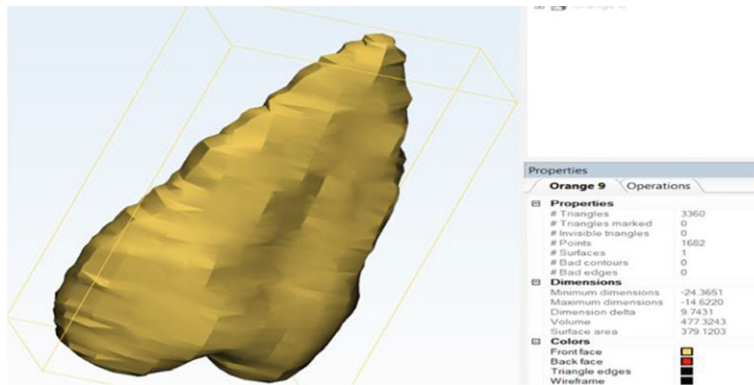 Properties
Orange 9 Operations
Properties
# Triangles 3360
# Triangles marked 0
# Invisible triangles 0
# Points 1682
# Surfaces 1
# Bad contours 0
# Bad edges 0
Dimensions
Minimum dimensions -24.3651
Maximum dimensions -14.6220
Dimension delta 9.7431
Volume 477.3243
Surface area 379.1203
Colors
Front face
Back face
Triangle edges
Wireframe